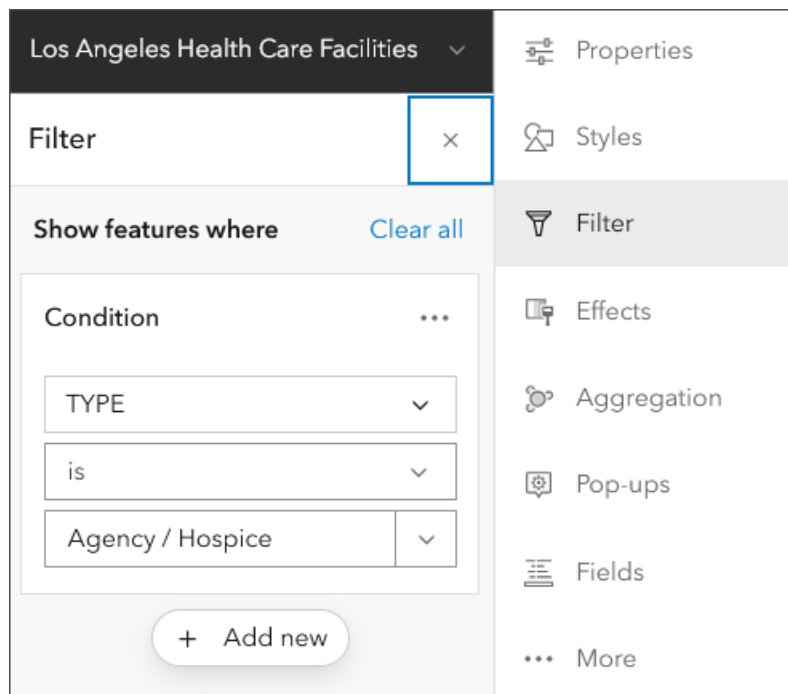 Los Angeles Health Care Facilities
Filter
Show features where
Clear all
Condition
TYPE
is
Agency / Hospice
+ Add new
Properties
Styles
Filter
Effects
Aggregation
Pop-ups
Fields
More